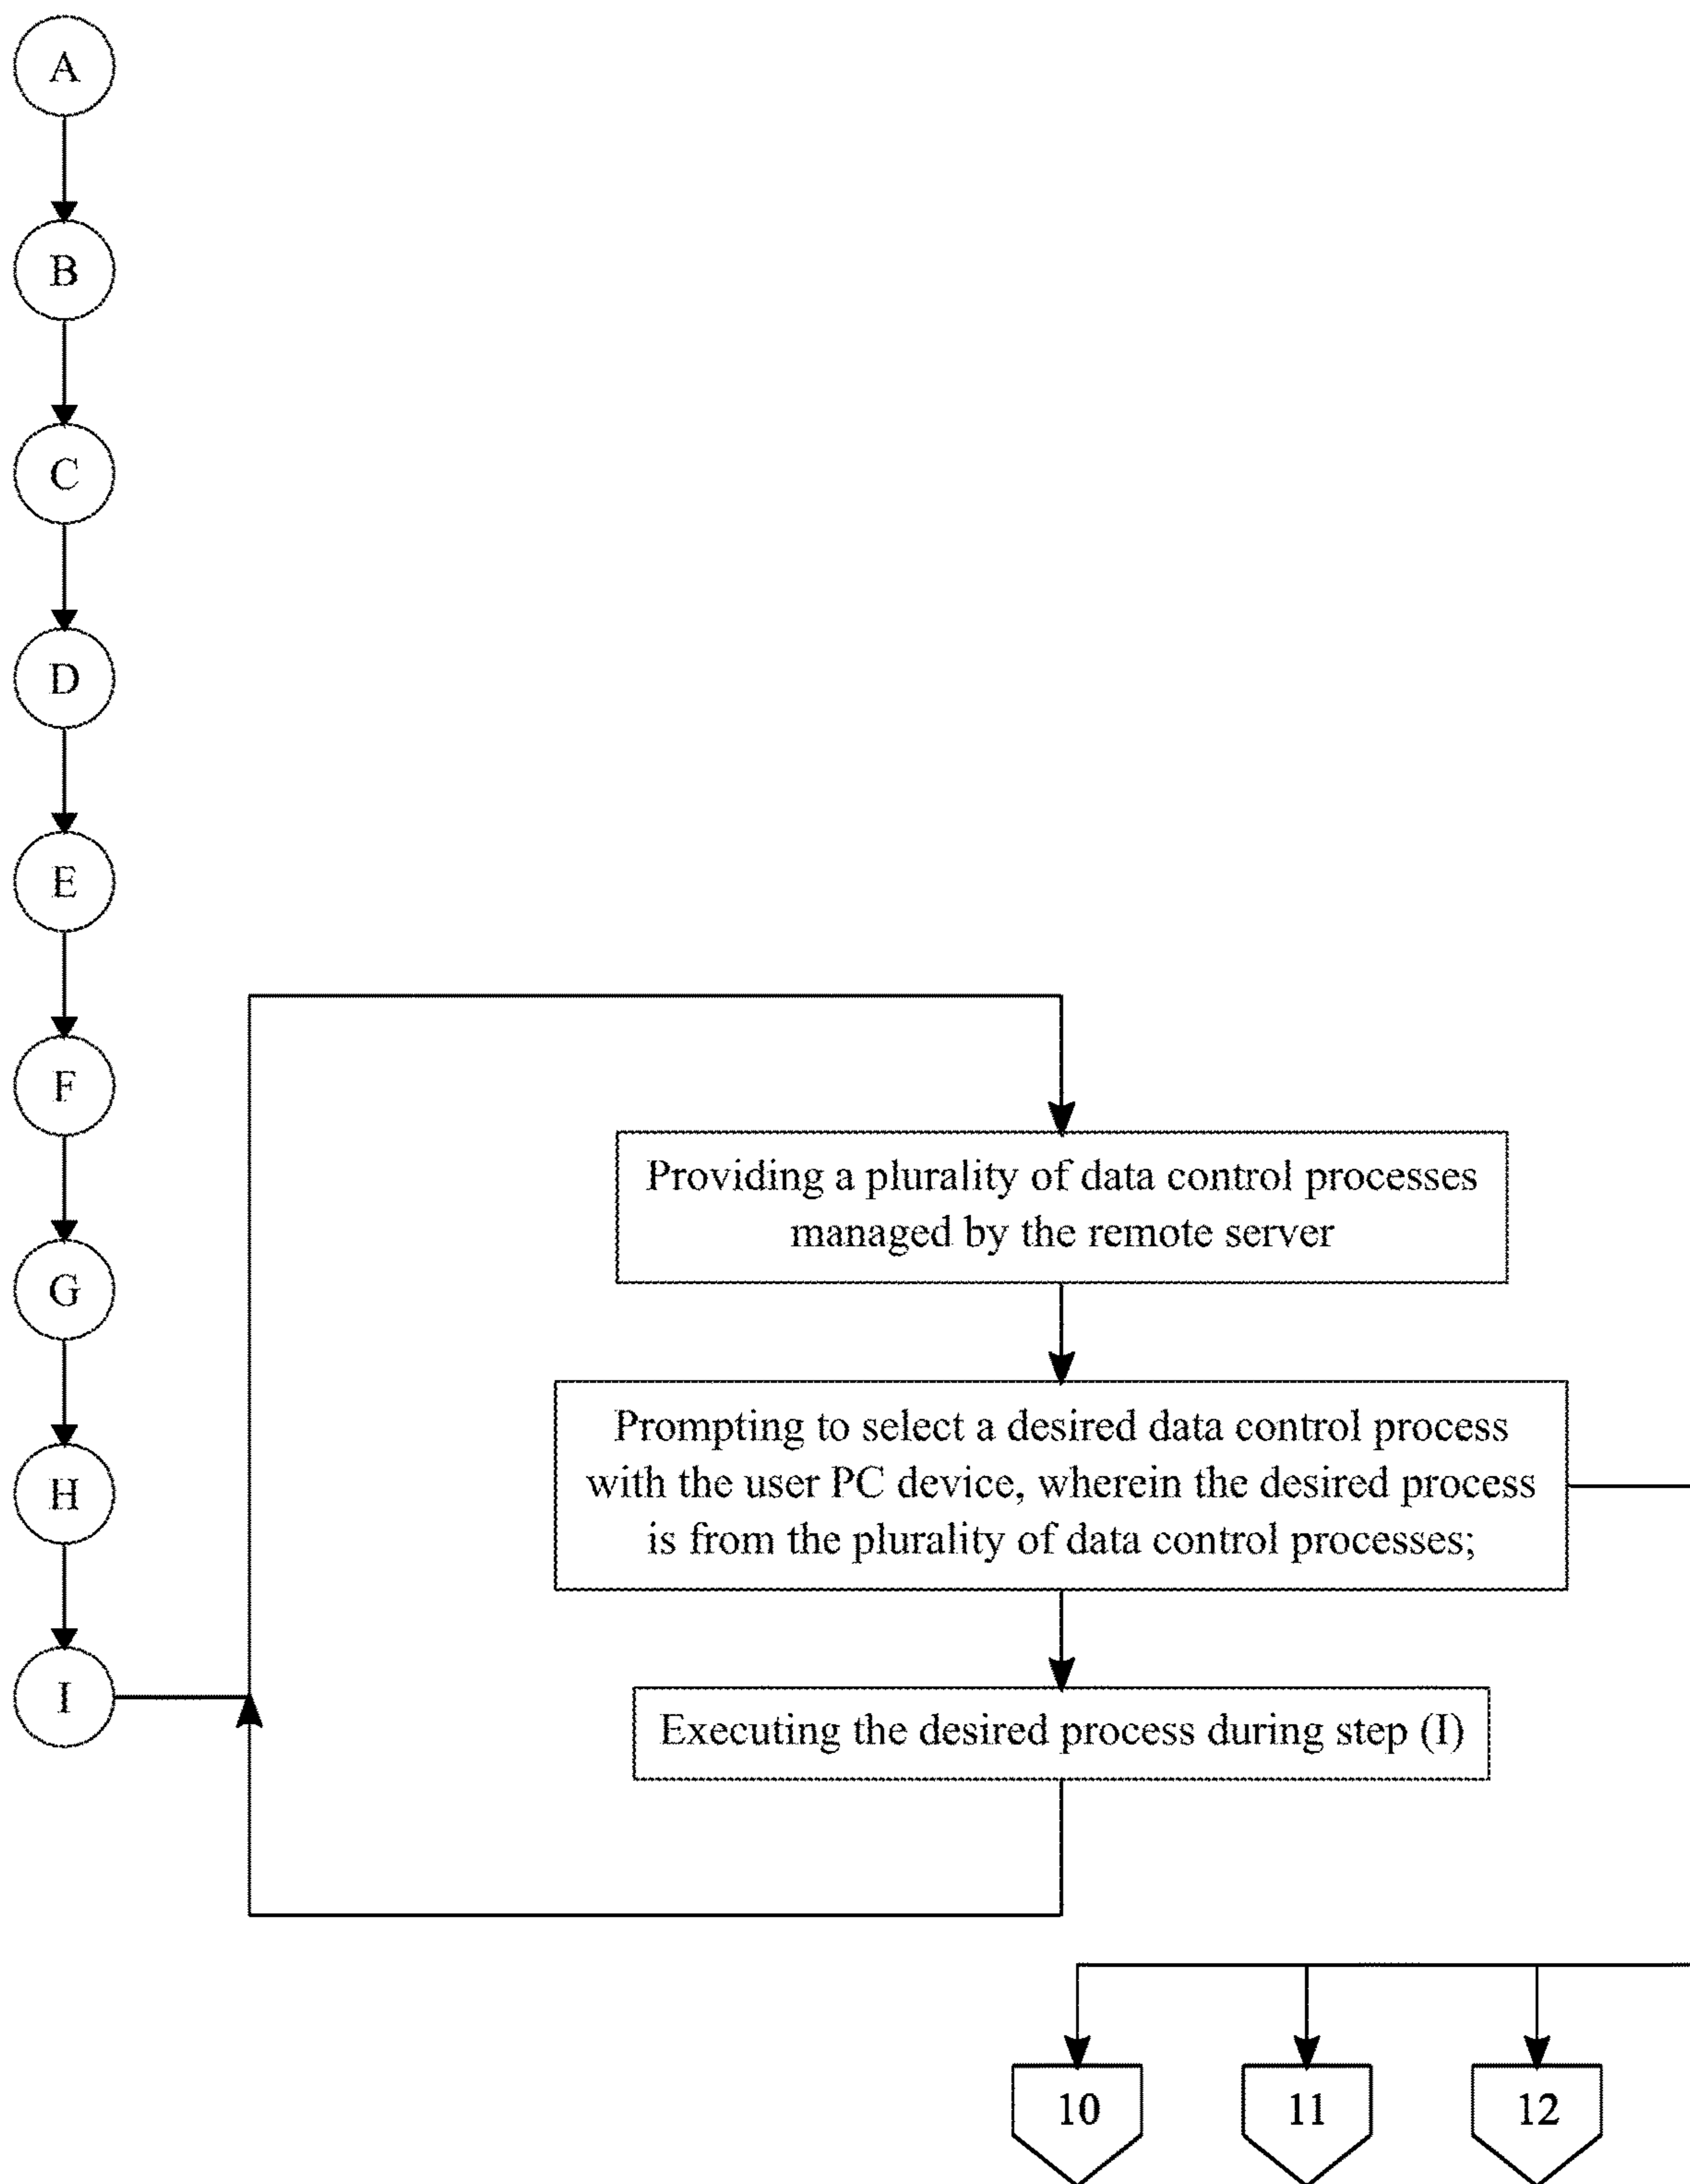 A
B
C
D
E
F
Providing a plurality of data control processes
managed by the remote server
G
Prompting to select a desired data control process
with the user PC device, wherein the desired process
is from the plurality of data control processes;
H
I
Executing the desired process during step (I)
10
11
12